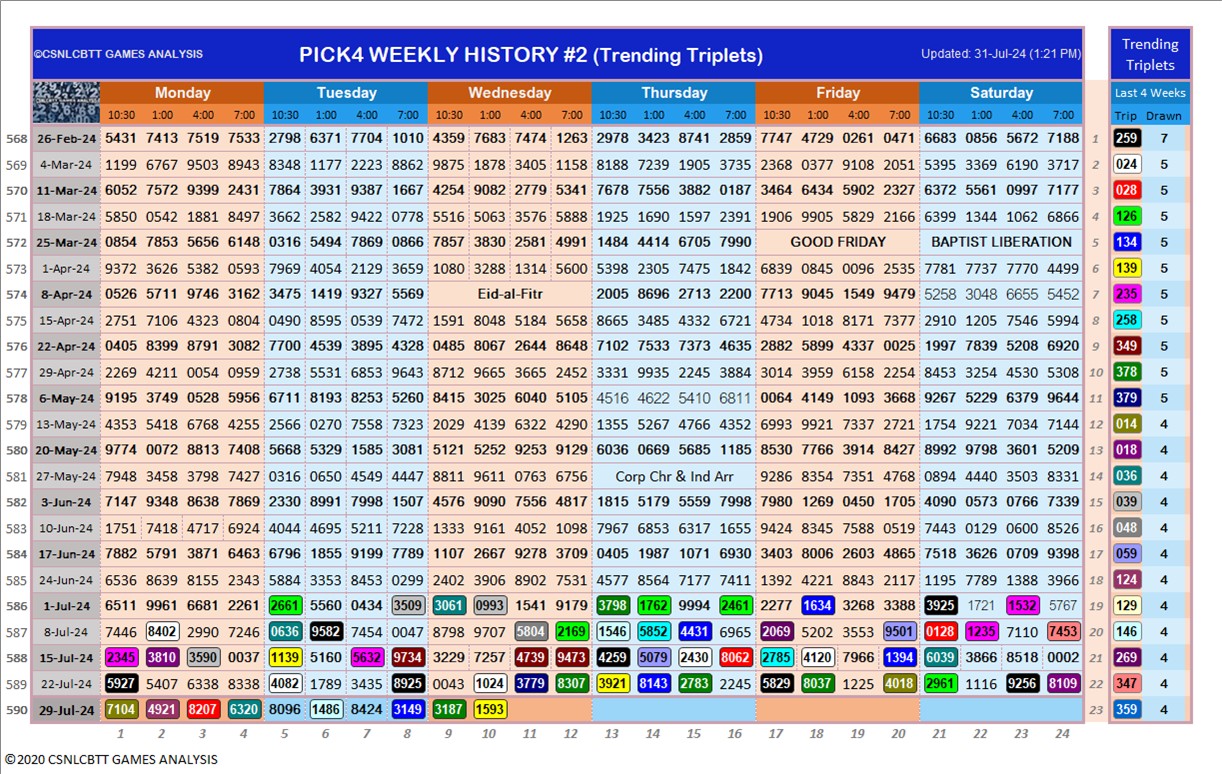 ©CSNLCBTT GAMES ANALYSIS PICK4 WEEKLY HISTORY #2 (Trending Triplets) Updated: 31-Jul-24 (1:21 PM) Trending Triplets
Monday Tuesday Wednesday Thursday Friday Saturday Last 4 Weeks
10:30 1:00 4:00 7:00 10:30 1:00 4:00 7:00 10:30 1:00 4:00 7:00 10:30 1:00 4:00 7:00 10:30 1:00 4:00 7:00 10:30 1:00 4:00 7:00 Trip Drawn
568 26-Feb-24 5431 7413 7519 7533 2798 6371 7704 1010 4359 7683 7474 1263 2978 3423 8741 2859 7747 4729 0261 0471 6683 0856 5672 7188 1 259 7
569 4-Mar-24 1199 6767 9503 8943 8348 1177 2223 8862 9875 1878 3405 1158 8188 7239 1905 3735 2368 0377 9108 2051 5395 3369 6190 3717 2 024 5
570 11-Mar-24 6052 7572 9399 2431 7864 3931 9387 1667 4254 9082 2779 5341 7678 7556 3882 0187 3464 6434 5902 2327 6372 5561 0997 7177 3 028 5
571 18-Mar-24 5850 0542 1881 8497 3662 2582 9422 0778 9516 5063 3576 5888 1925 1690 1597 2391 1906 9905 5829 2166 6399 1344 1062 6866 4 126 5
572 25-Mar-24 0854 7853 5656 6148 0316 5494 7869 0866 7857 3830 2581 4991 1484 4414 6705 7990 GOOD FRIDAY BAPTIST LIBERATION 5 134 5
573 1-Apr-24 9372 3626 5382 0593 7969 4054 2129 3659 1080 3288 1314 5600 5398 2305 7475 1842 6839 0845 0096 2535 7781 7737 7770 4499 6 139 5
574 8-Apr-24 0526 5711 9746 3162 3475 1419 9327 5569 Eid-al-Fitr 2005 8696 2713 2200 7713 9045 1549 9479 5258 3048 6655 5452 7 235 5
575 15-Apr-24 2751 7106 4323 0804 0490 8595 0539 7472 1591 8048 5184 5658 8665 3485 4332 6721 4734 1018 8171 7377 2910 1205 7546 5994 8 258 5
576 22-Apr-24 0405 8399 8791 3082 7700 4539 3895 4320 0485 8067 2644 8648 7102 7533 7373 4635 2882 5899 4337 0025 1997 7839 5208 6920 9 349 5
577 29-Apr-24 2269 4211 0054 0959 2738 5531 6853 9643 8712 9665 3665 2452 3331 9935 2245 3884 3014 3959 6158 2254 8453 3254 4530 5308 10 378 5
578 6-May-24 9195 3749 0528 5956 6711 8193 8253 5260 8415 3025 6040 5105 4516 4622 5410 6811 0064 4149 1093 3668 9267 5229 6379 9644 11 379 5
579 13-May-24 4353 5418 6768 4255 2566 0270 7558 7323 2029 4139 6322 4290 1355 5267 4766 4352 6993 9921 7337 2721 1754 9221 7034 7144 12 014 4
580 20-May-24 9774 0072 8813 7408 5668 5329 1585 3081 5121 5252 9253 9129 6036 0669 5685 1185 8530 7766 3914 8427 8992 9798 3601 5209 13 018 4
581 27-May-24 7948 3458 3798 7427 0316 0650 4549 4447 8811 9611 0763 6756 Corp Chr & Ind Arr 9286 8354 7351 4768 0894 4440 3503 8331 14 036 4
582 3-Jun-24 7147 9348 8638 7869 2330 8991 7998 1507 4576 9090 7556 4817 1815 5179 5559 7998 7980 1269 0450 1705 4090 0573 0766 7339 15 039 4
583 10-Jun-24 1751 7418 4717 6924 4044 4695 5211 7228 1333 9161 4052 1098 7967 6853 6317 1655 9424 8345 7588 0519 7443 0129 0600 8526 16 048 4
584 17-Jun-24 7882 5791 3871 6463 6796 1855 9199 7789 1107 2667 9278 3709 0405 1987 1071 6930 3403 8006 2603 4865 7518 3626 0709 9398 17 059 4
585 24-Jun-24 6536 8639 8155 2343 5884 3353 8453 0299 2402 3906 8902 7531 4577 8564 7177 7411 1392 4221 8843 2117 1195 7789 1388 3966 18 124 4
586 1-Jul-24 6511 9961 6681 2261 2661 5560 0434 3509 3061 0993 1541 9179 3798 1762 9994 2461 2277 1634 3268 3388 3925 1721 1532 5767 19 129 4
587 8-Jul-24 7446 8402 2990 7246 0636 9582 7454 0047 8798 9707 5804 2169 1546 5852 4431 6965 2069 5202 3553 9501 0128 1235 7110 7453 20 146 4
588 15-Jul-24 2345 3810 3590 0037 1139 5160 5632 9734 3229 7257 4739 9473 4259 5079 2430 8062 2785 4120 7966 1394 6039 3866 8518 0002 21 269 4
589 22-Jul-24 5927 5407 6338 8338 4082 1789 3435 8925 0043 1024 3779 8307 3921 8143 2783 2245 5829 8037 1225 4018 2961 1116 9256 8109 22 347 4
590 29-Jul-24 7104 4921 8207 6320 8096 1486 8424 3149 3187 1593 23 359 4
1 2 3 4 5 6 7 8 9 10 11 12 13 14 15 16 17 18 19 20 21 22 23 24
©2020 CSNLCBTT GAMES ANALYSIS